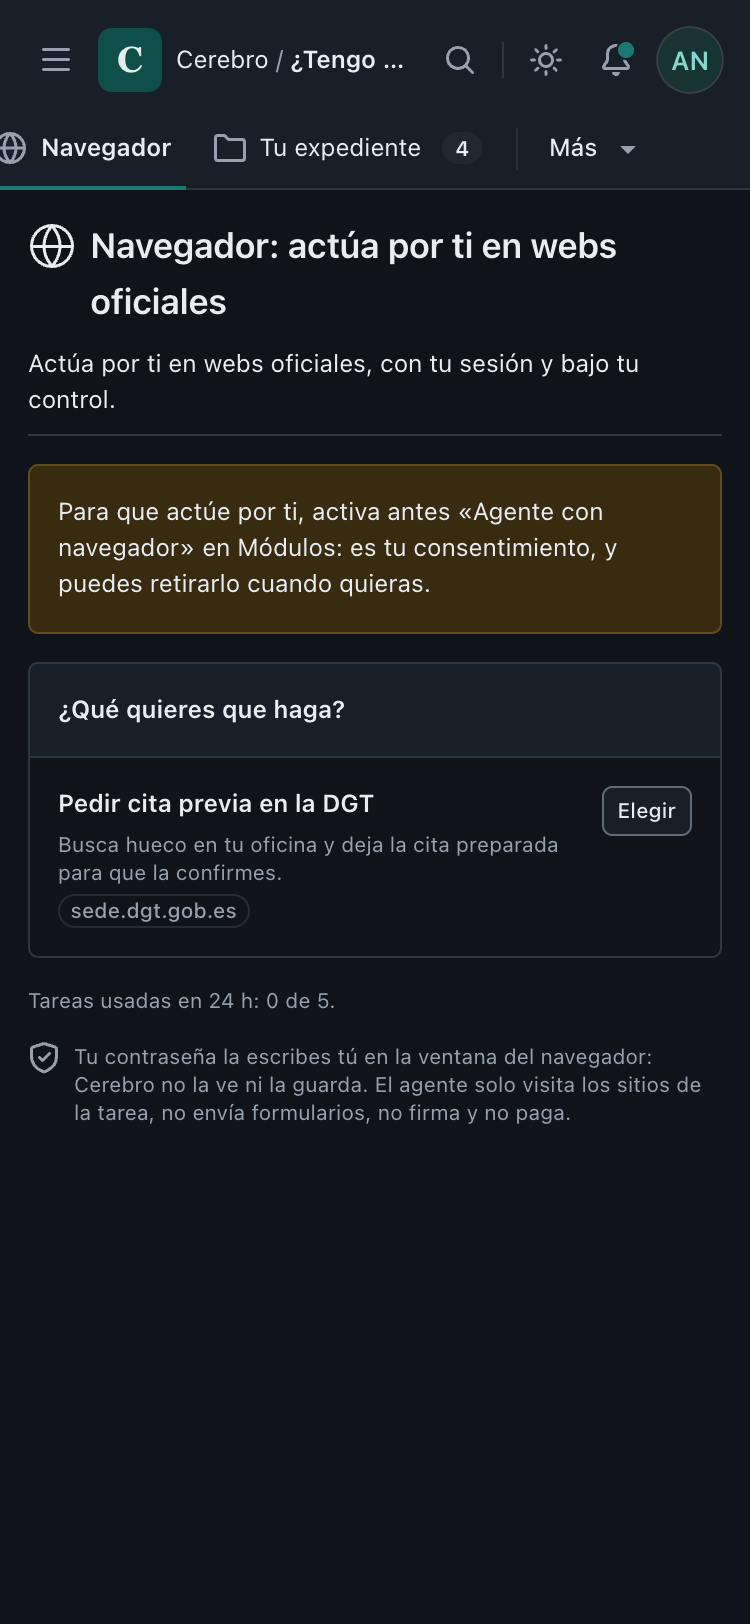 C Cerebro / ¿Tengo ... AN
Navegador Tu expediente 4 Más
Navegador: actúa por ti en webs
oficiales
Actúa por ti en webs oficiales, con tu sesión y bajo tu
control.
Para que actúe por ti, activa antes «Agente con
navegador» en Módulos: es tu consentimiento, y
puedes retirarlo cuando quieras.
¿Qué quieres que haga?
Pedir cita previa en la DGT
Elegir
Busca hueco en tu oficina y deja la cita preparada
para que la confirmes.
sede.dgt.gob.es
Tareas usadas en 24 h: 0 de 5.
Tu contraseña la escribes tú en la ventana del navegador:
Cerebro no la ve ni la guarda. El agente solo visita los sitios de
la tarea, no envía formularios, no firma y no paga.